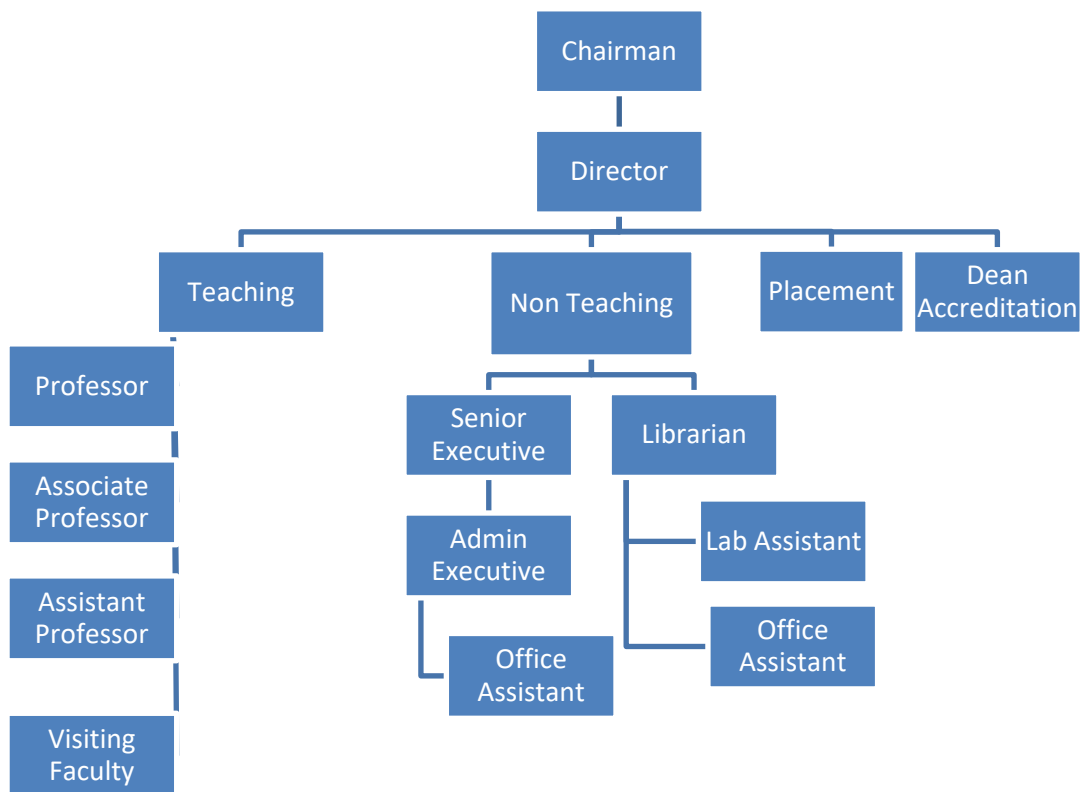 Chairman
Director
Teaching
Non Teaching
Placement
Dean
Accreditation
Professor
Senior
Executive
Librarian
Associate
Professor
Admin
Executive
Lab Assistant
Assistant
Professor
Office
Assistant
Office
Assistant
Visiting
Faculty